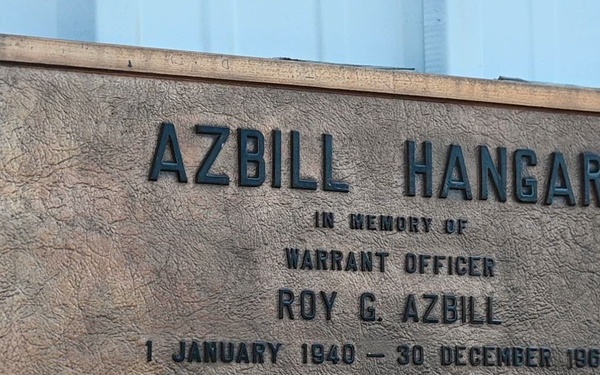 AZBILL HANGAR
IN MEMORY OF
WARRANT OFFICER
ROY G. AZBILL
1 JANUARY 1940 – 30 DECEMBER 196